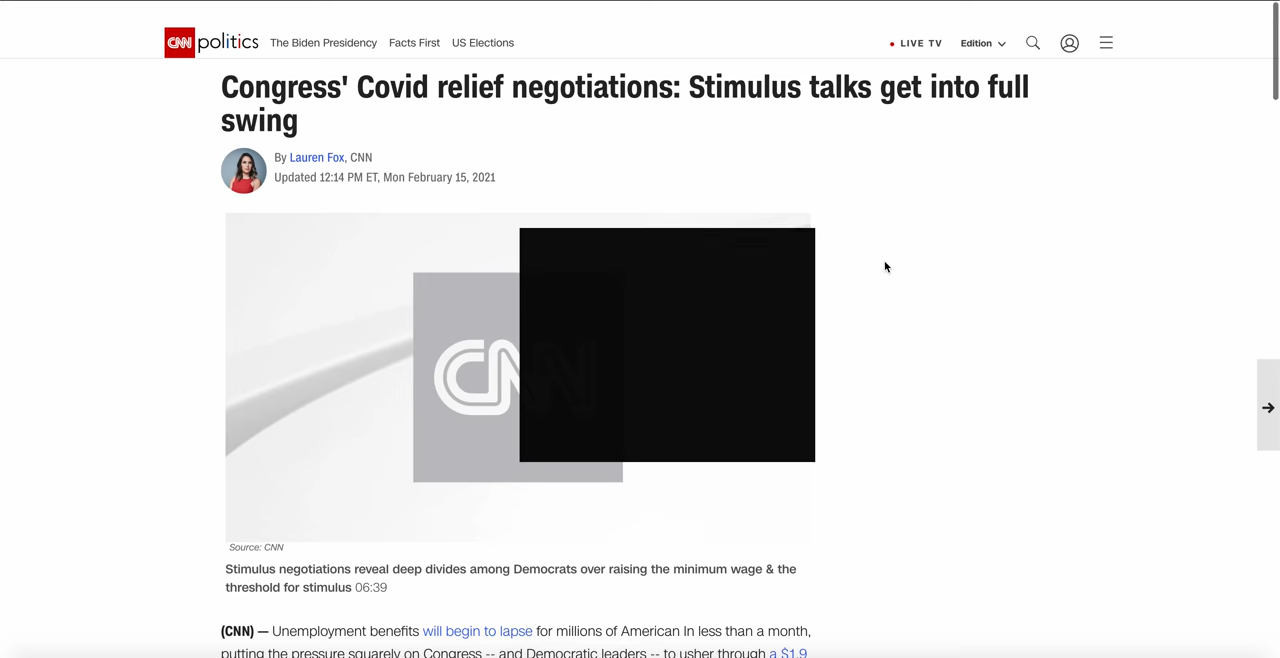 CNN politics The Biden Presidency Facts First US Elections LIVE TV Edition
Congress' Covid relief negotiations: Stimulus talks get into full
swing
By Lauren Fox, CNN
Updated 12:14 PM ET, Mon February 15, 2021
CNN
Source: CNN
Stimulus negotiations reveal deep divides among Democrats over raising the minimum wage & the
threshold for stimulus 06:39
(CNN) — Unemployment benefits will begin to lapse for millions of American In less than a month,
putting the pressure squarely on Congress -- and Democratic leaders -- to usher through a $1.9